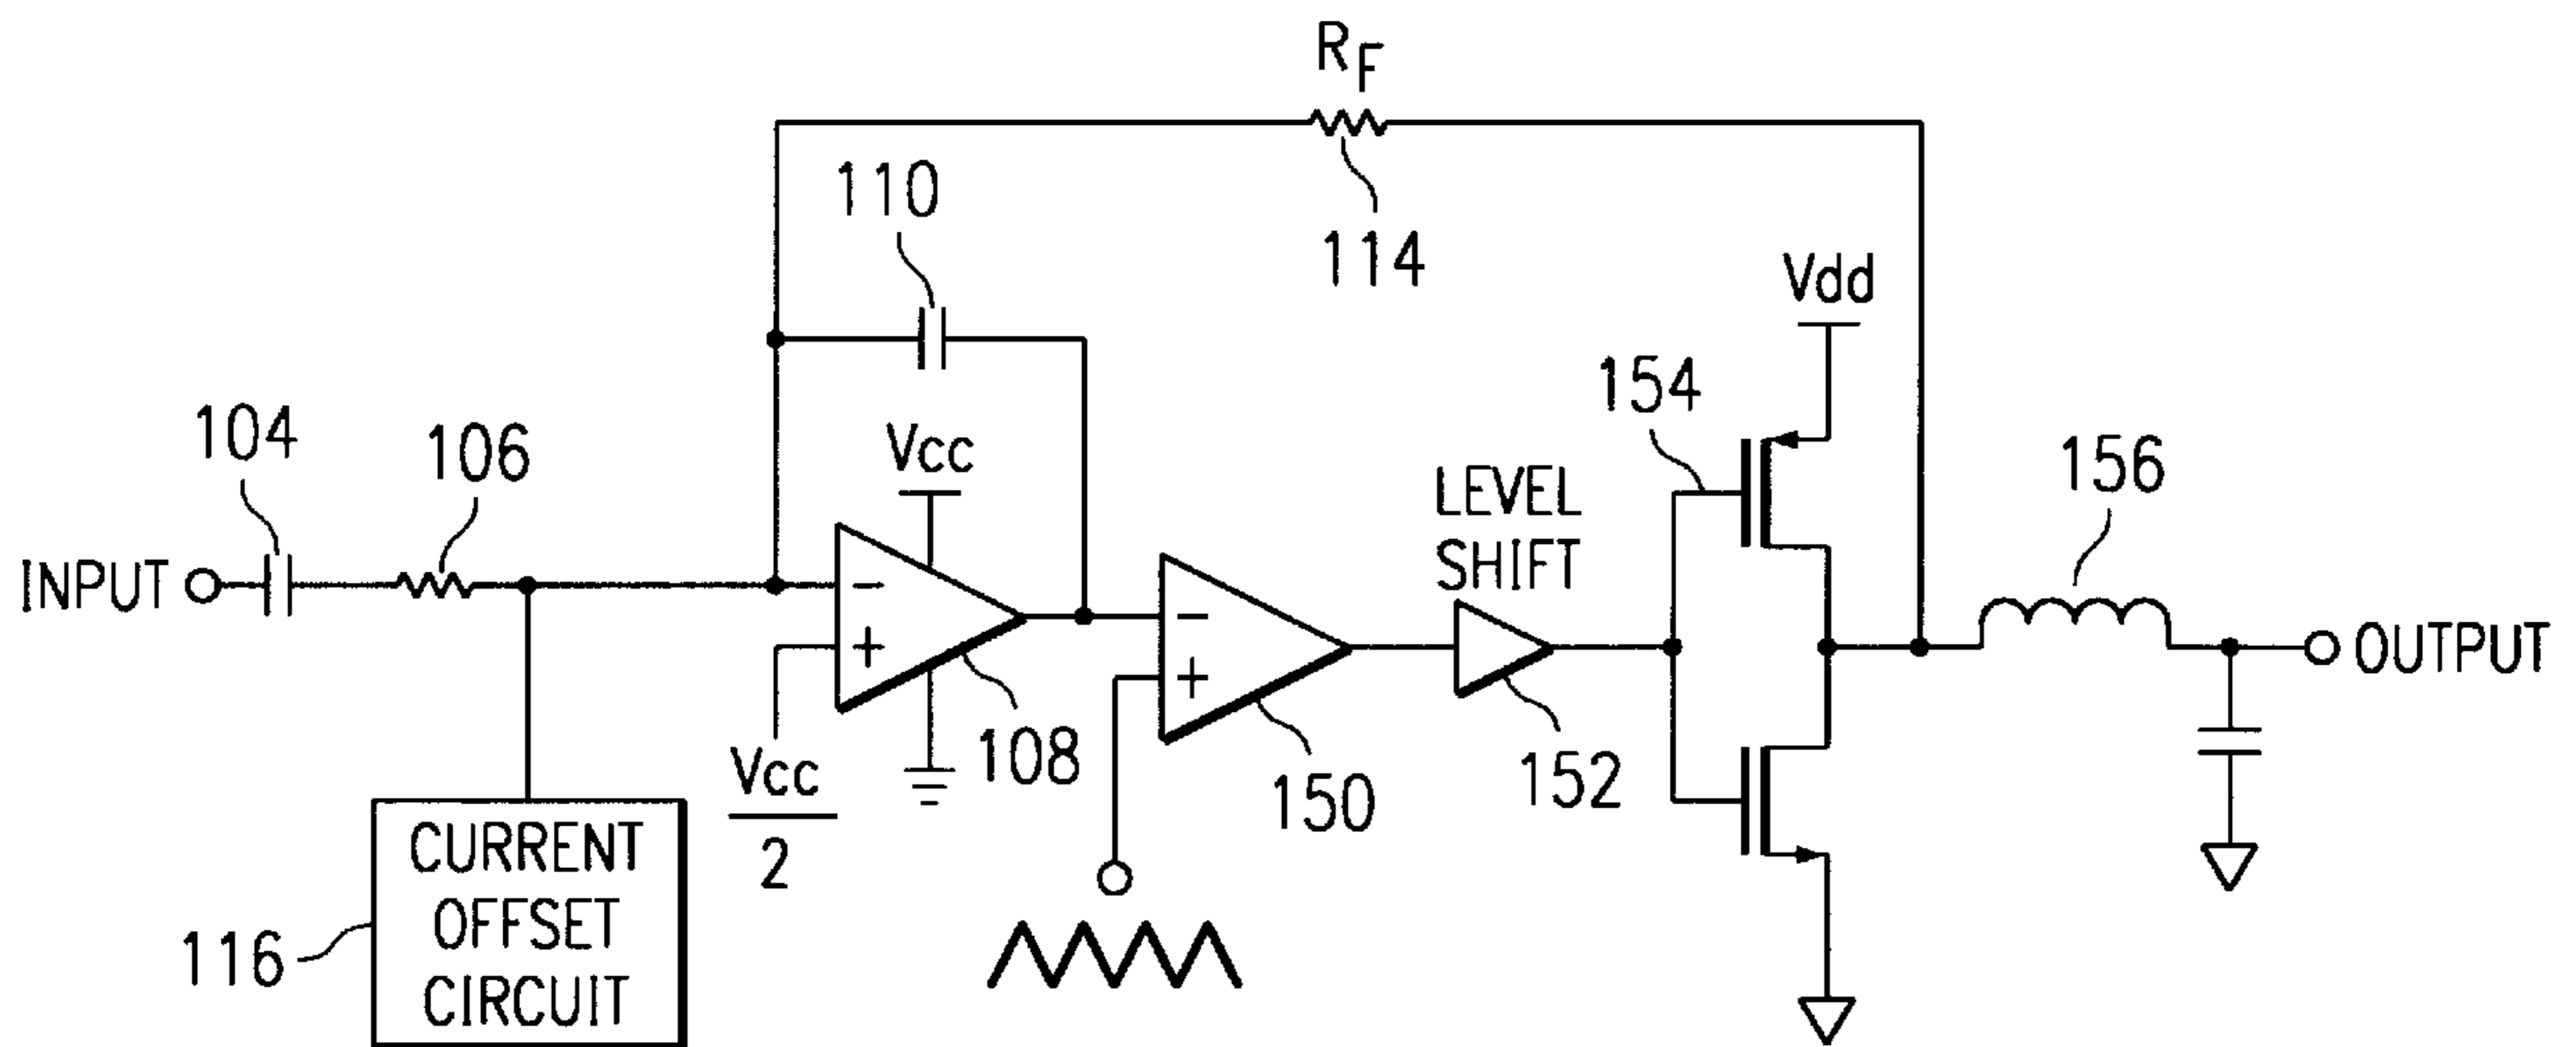 RF
110
114
Vdd
154
104
106
Vcc
156
LEVEL
SHIFT
INPUT
−
+
−
+
OUTPUT
Vcc
2
108
150
152
CURRENT
OFFSET
CIRCUIT
116